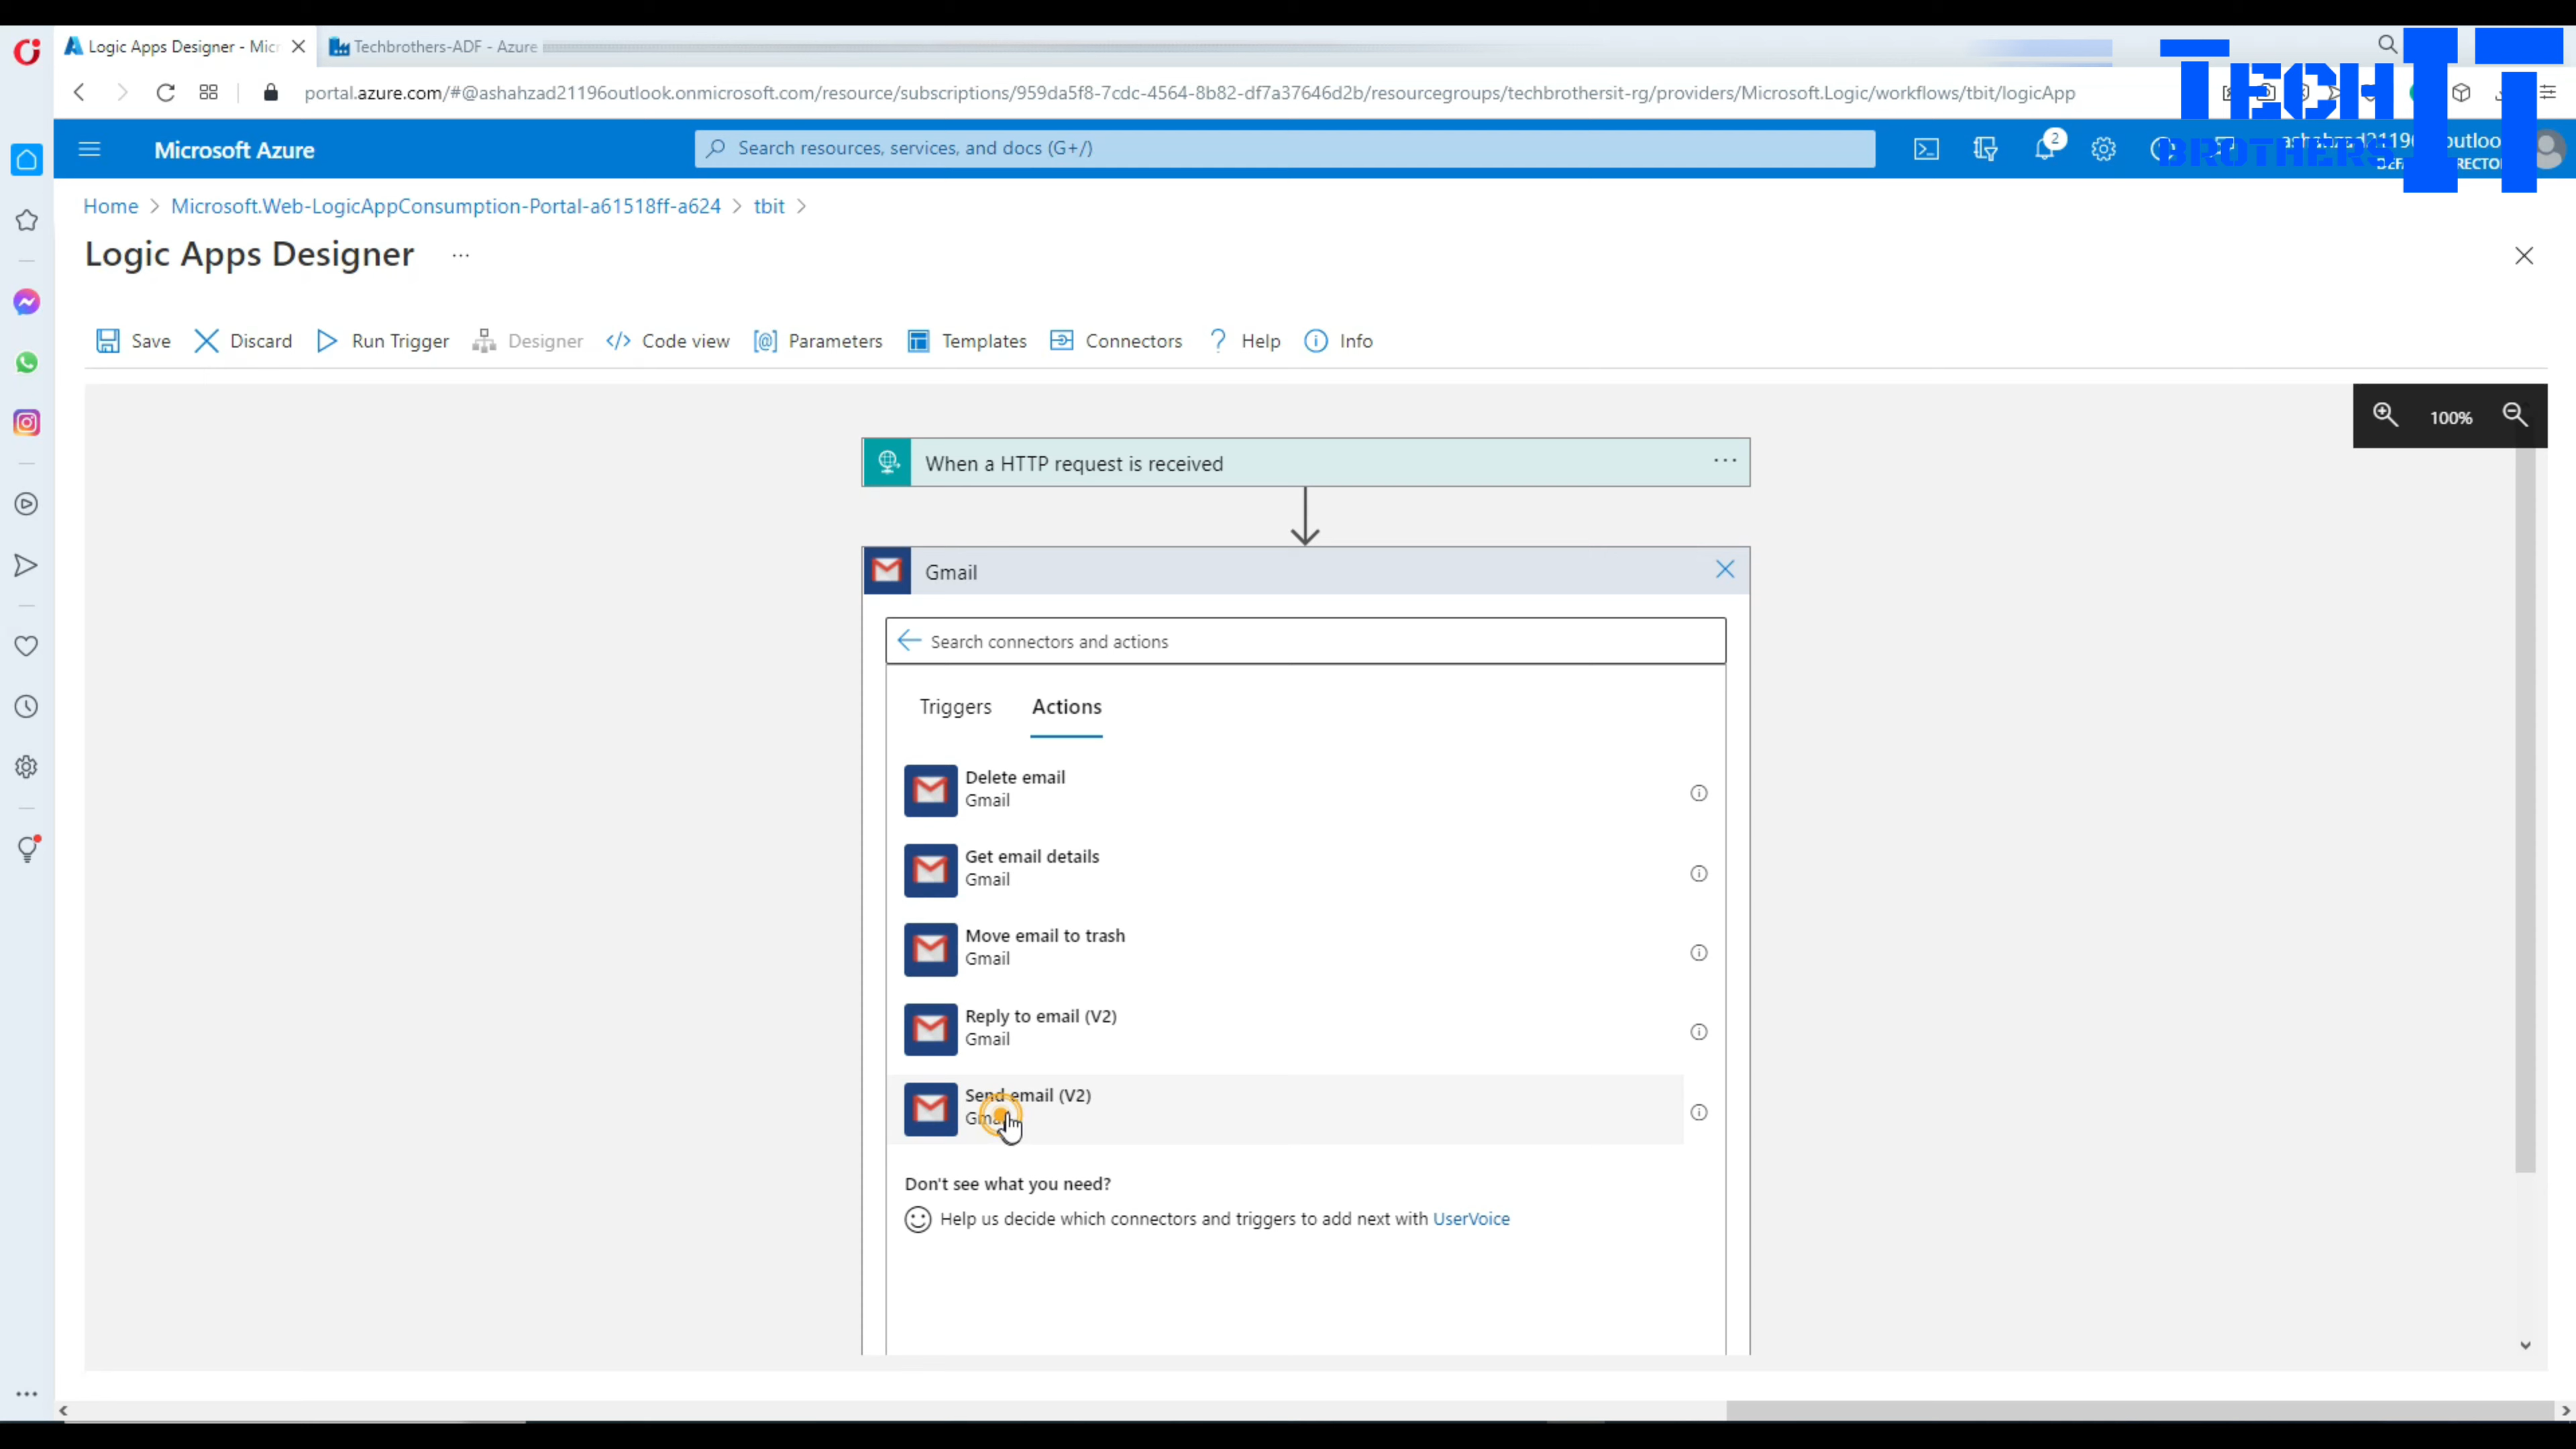 Logic Apps Designer - Mic
Techbrothers-ADF - Azure
portal.azure.com/#@ashahzad21196outlook.onmicrosoft.com/resource/subscriptions/959da5f8-7cdc-4564-8b82-df7a37646d2b/resourcegroups/techbrothersit-rg/providers/Microsoft.Logic/workflows/tbit/logicApp
TECH IT
BROTHERS
Microsoft Azure
Search resources, services, and docs (G+/)
2
Home > Microsoft.Web-LogicAppConsumption-Portal-a61518ff-a624 > tbit >
Logic Apps Designer ...
Save Discard Run Trigger Designer </> Code view [@] Parameters Templates Connectors ? Help Info
100%
When a HTTP request is received
Gmail
Search connectors and actions
Triggers Actions
Delete email
Gmail
Get email details
Gmail
Move email to trash
Gmail
Reply to email (V2)
Gmail
Send email (V2)
Gmail
Don't see what you need?
Help us decide which connectors and triggers to add next with UserVoice